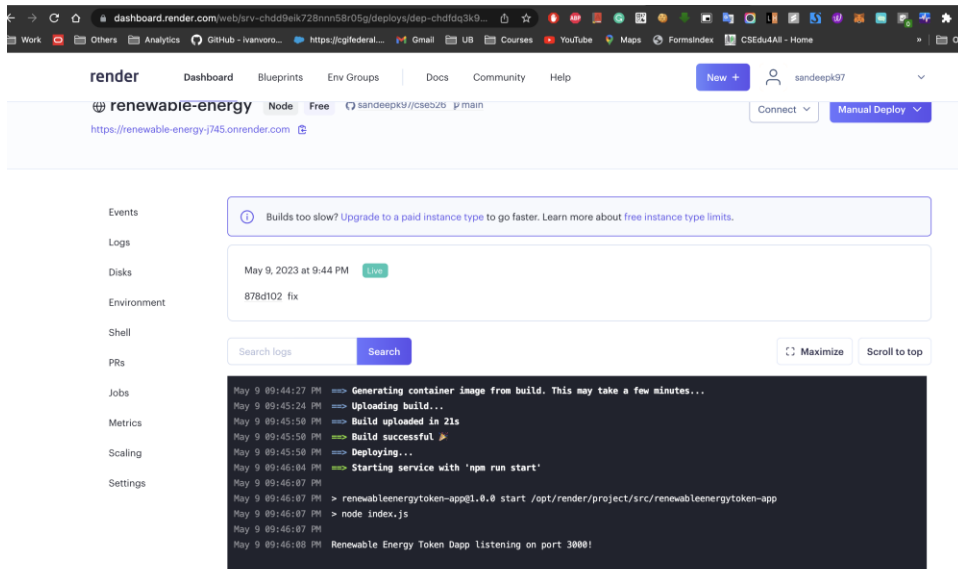 dashboard.render.com/web/srv-chdd9eik728nnn58r05g/deploys/dep-chdfdq3k9...
Work Others Analytics GitHub - ivanvoro... https://cgifederal.... Gmail UB Courses YouTube Maps FormsIndex CSEdu4All - Home » O
render Dashboard Blueprints Env Groups Docs Community Help New + sandeepk97
renewable-energy Node Free sandeepk97/cse526 main Connect Manual Deploy
https://renewable-energy-j745.onrender.com
Events
Builds too slow? Upgrade to a paid instance type to go faster. Learn more about free instance type limits.
Logs
Disks
May 9, 2023 at 9:44 PM Live
Environment
878d102 fix
Shell
PRs
Search logs Search Maximize Scroll to top
Jobs
Metrics
Scaling
Settings
May 9 09:44:27 PM ==> Generating container image from build. This may take a few minutes...
May 9 09:45:24 PM ==> Uploading build...
May 9 09:45:50 PM ==> Build uploaded in 21s
May 9 09:45:50 PM ==> Build successful 🎉
May 9 09:45:50 PM ==> Deploying...
May 9 09:46:04 PM ==> Starting service with 'npm run start'
May 9 09:46:07 PM
May 9 09:46:07 PM > renewableenergytoken-app@1.0.0 start /opt/render/project/src/renewableenergytoken-app
May 9 09:46:07 PM > node index.js
May 9 09:46:07 PM
May 9 09:46:08 PM Renewable Energy Token Dapp listening on port 3000!